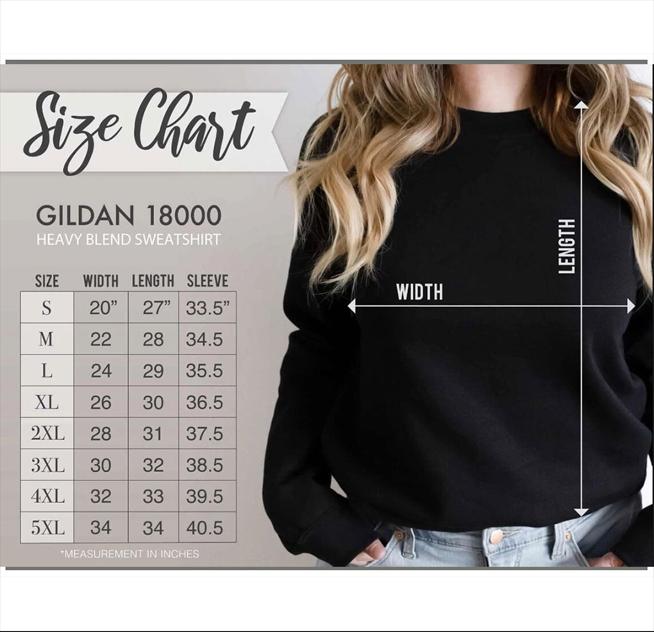 Size Chart
GILDAN 18000
HEAVY BLEND SWEATSHIRT
SIZE WIDTH LENGTH SLEEVE
S 20” 27” 33.5”
M 22 28 34.5
L 24 29 35.5
XL 26 30 36.5
2XL 28 31 37.5
3XL 30 32 38.5
4XL 32 33 39.5
5XL 34 34 40.5
*MEASUREMENT IN INCHES
WIDTH
LENGTH